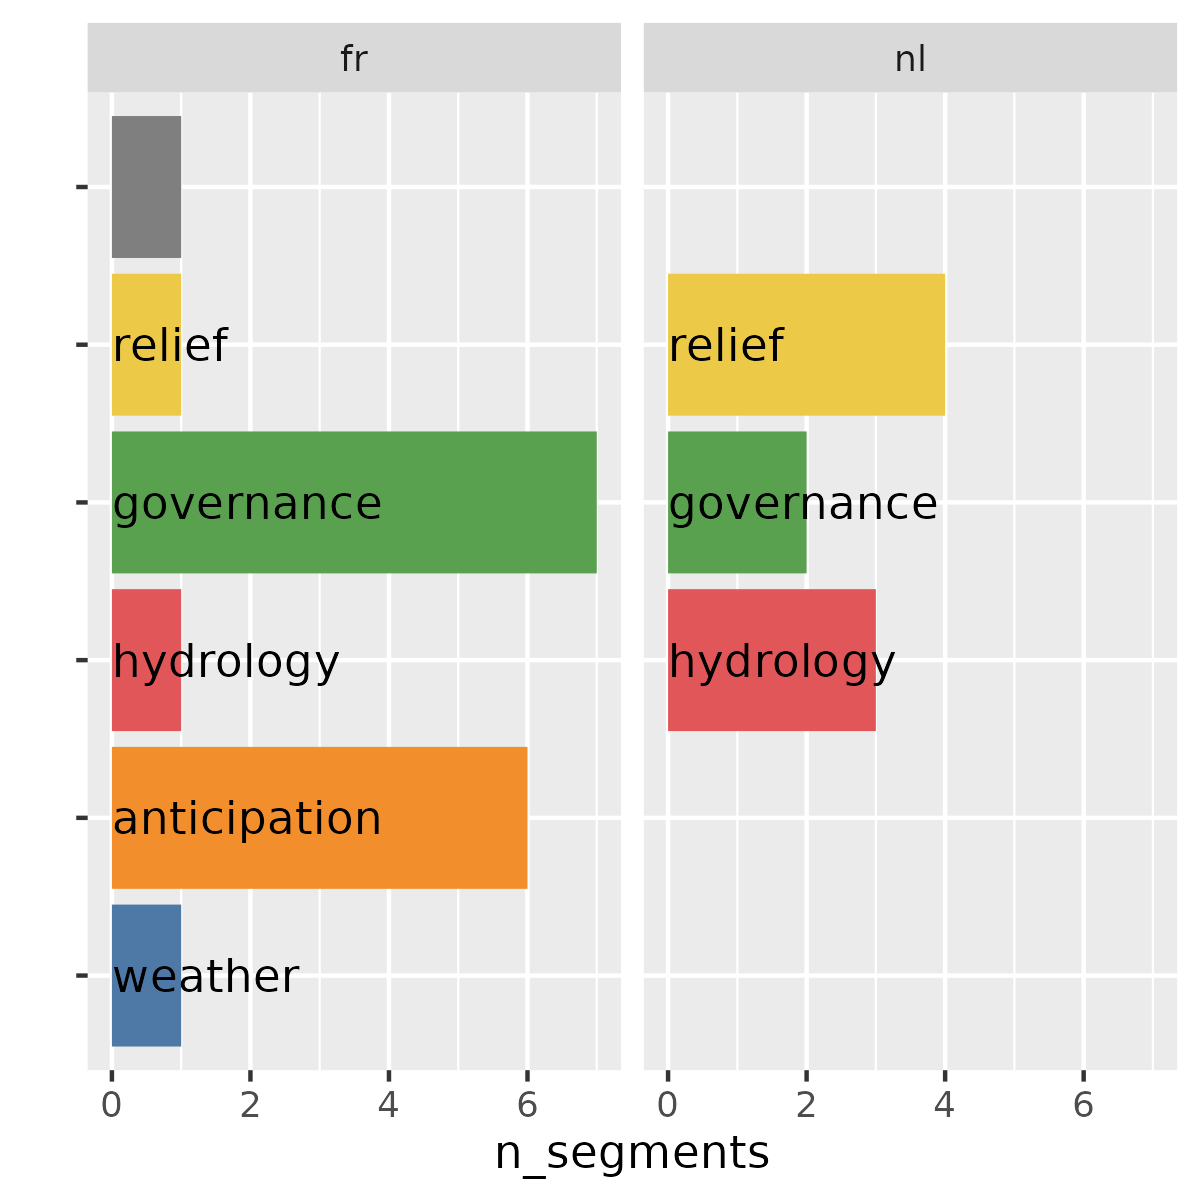 fr
nl
relief
relief
governance
governance
hydrology
hydrology
anticipation
weather
0 2 4 6
0 2 4 6
n_segments